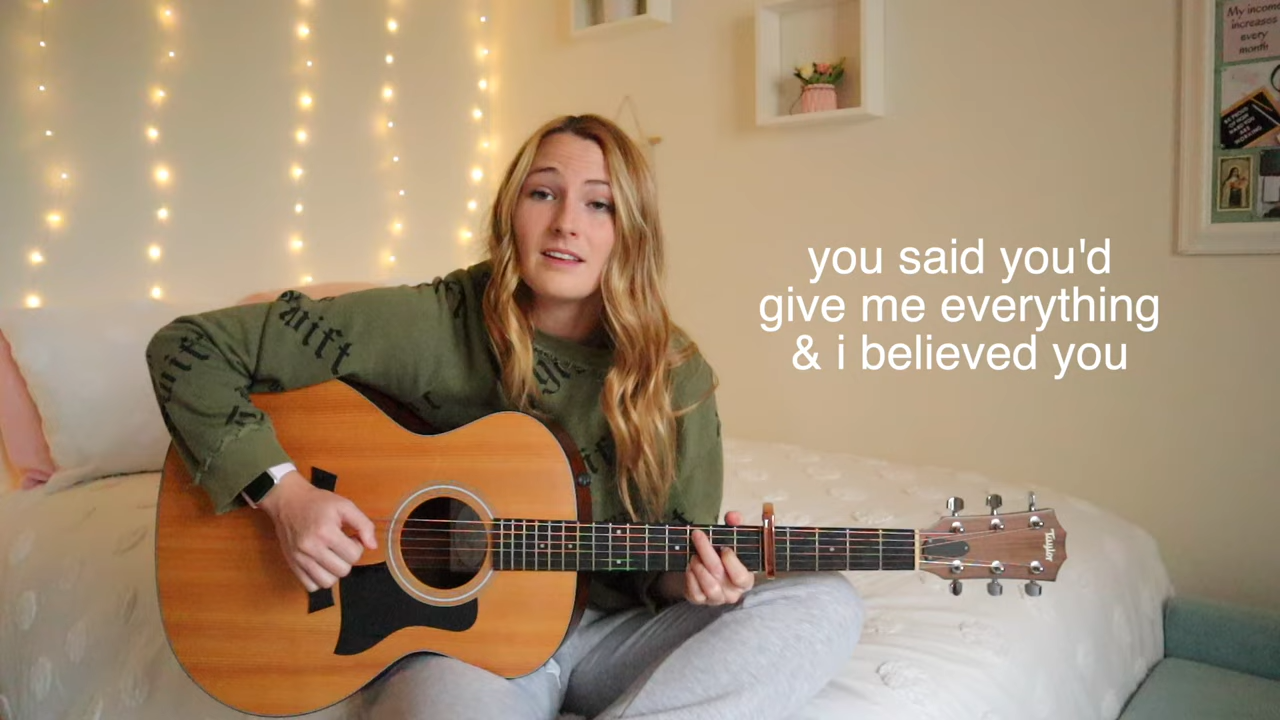 My income
increases
every
month
you said you'd
give me everything
& i believed you
Taylor